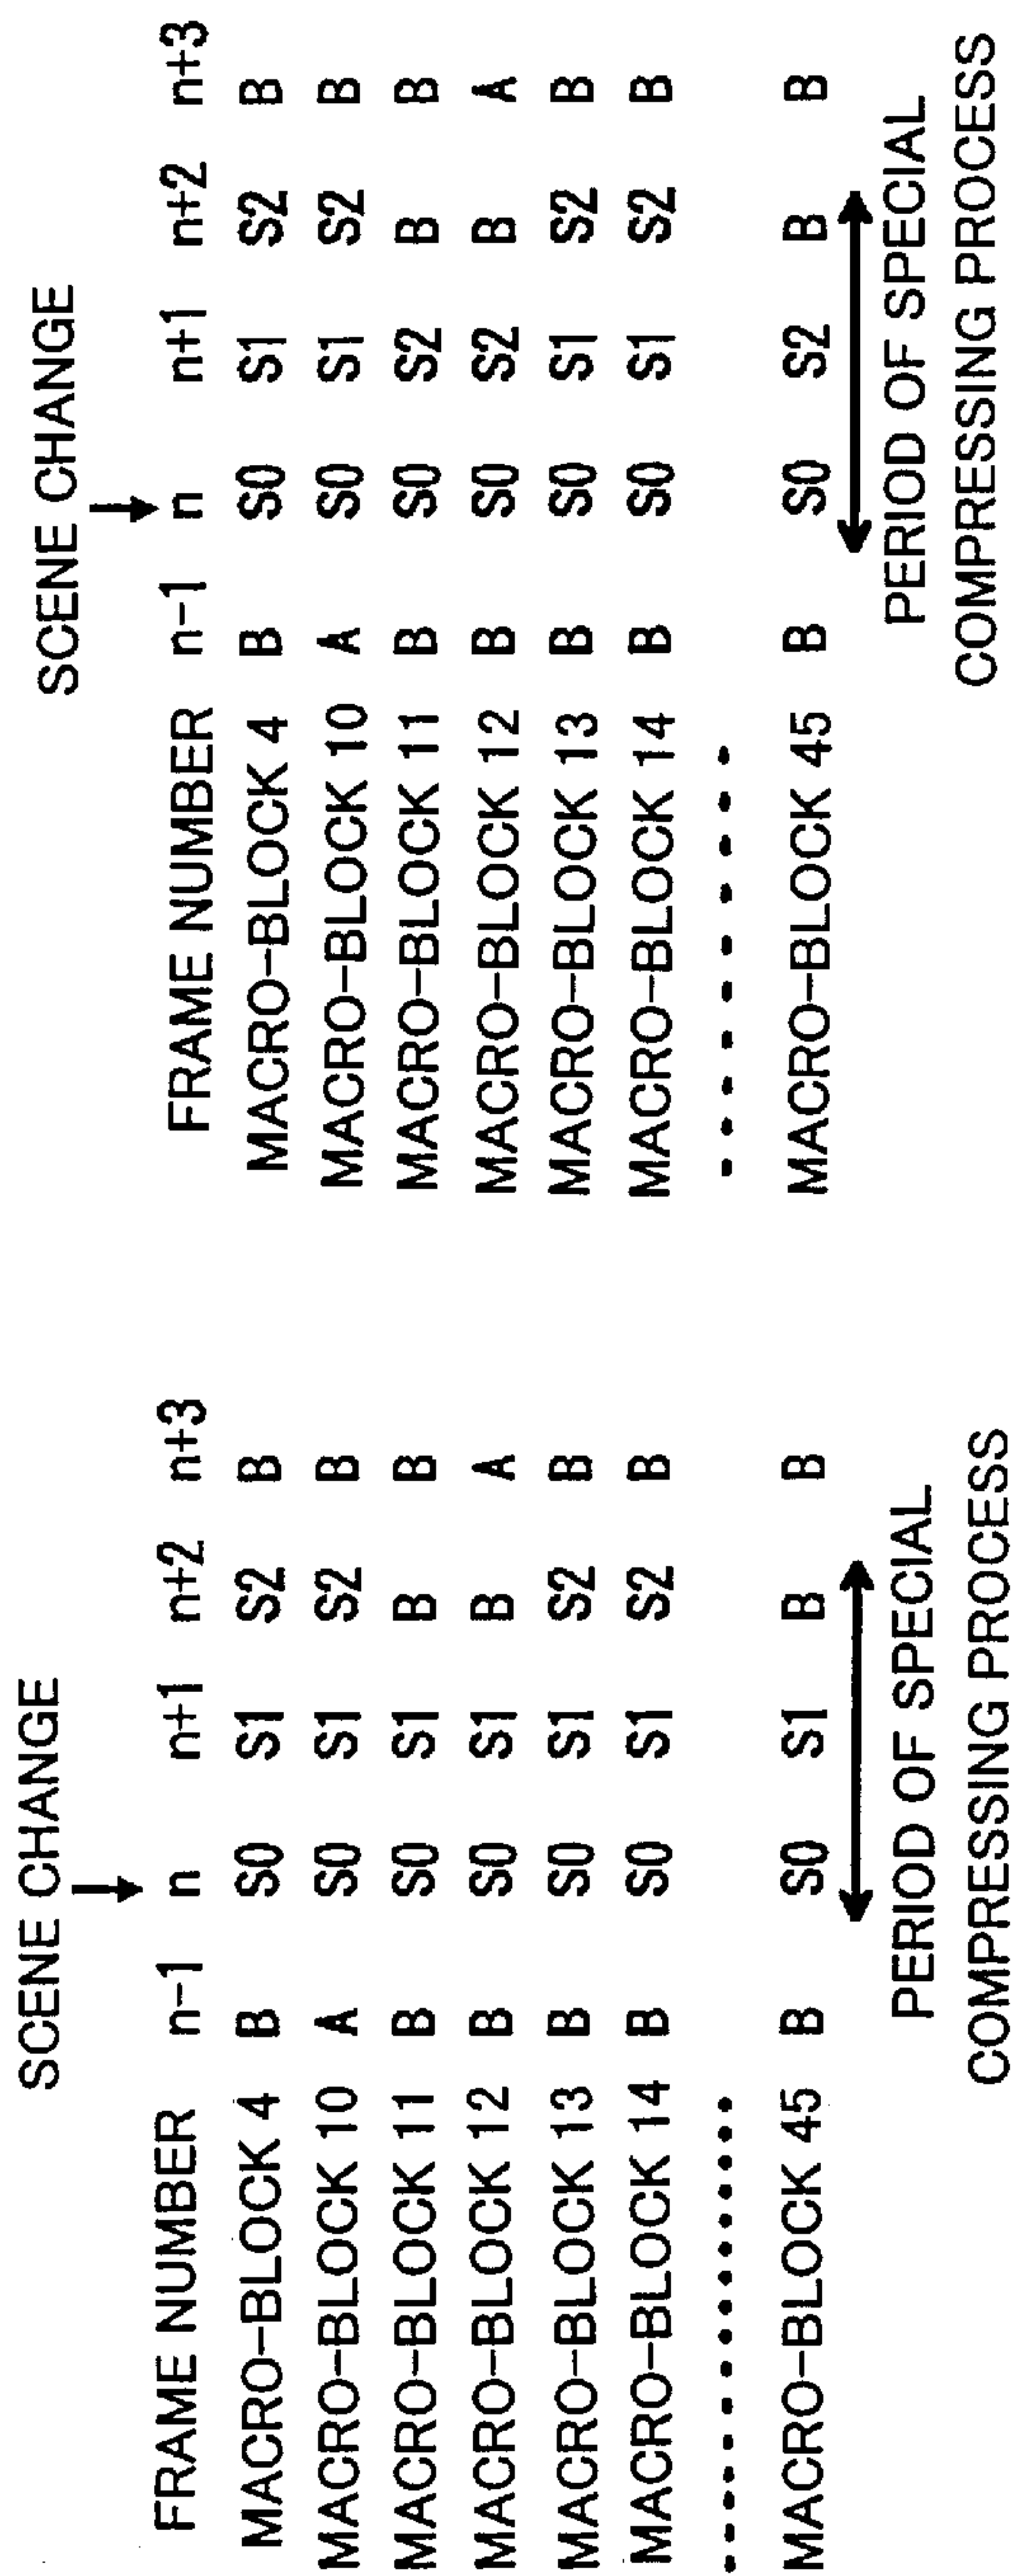 SCENE CHANGE
FRAME NUMBER n-1 n n+1 n+2 n+3
MACRO-BLOCK 4 B S0 S1 S2 B
MACRO-BLOCK 10 A S0 S1 S2 B
MACRO-BLOCK 11 B S0 S1 B B
MACRO-BLOCK 12 B S0 S1 B A
MACRO-BLOCK 13 B S0 S1 S2 B
MACRO-BLOCK 14 B S0 S1 S2 B
MACRO-BLOCK 45 B S0 S1 B B
PERIOD OF SPECIAL
COMPRESSING PROCESS
SCENE CHANGE
FRAME NUMBER n-1 n n+1 n+2 n+3
MACRO-BLOCK 4 B S0 S1 S2 B
MACRO-BLOCK 10 A S0 S1 S2 B
MACRO-BLOCK 11 B S0 S2 B B
MACRO-BLOCK 12 B S0 S2 B A
MACRO-BLOCK 13 B S0 S1 S2 B
MACRO-BLOCK 14 B S0 S1 S2 B
MACRO-BLOCK 45 B S0 S2 B B
PERIOD OF SPECIAL
COMPRESSING PROCESS